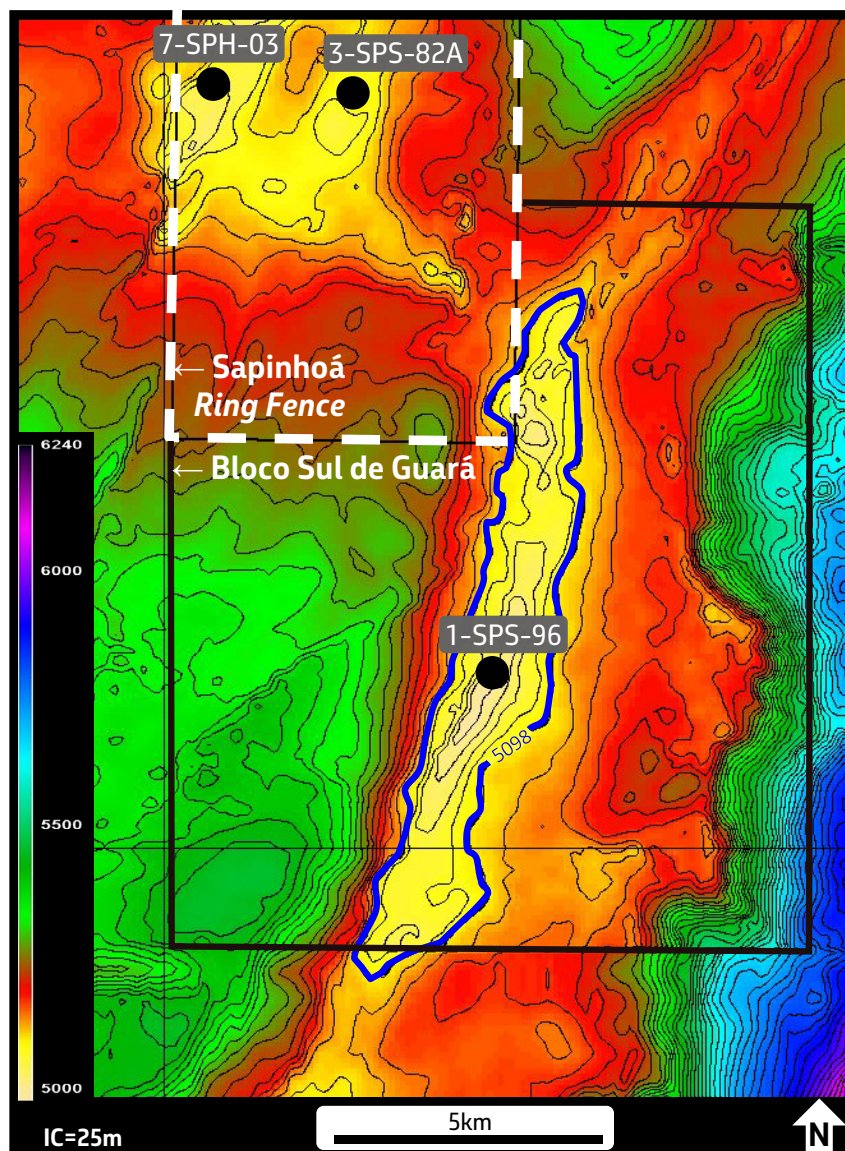 7-SPH-03
3-SPS-82A
← Sapinhoá
Ring Fence
← Bloco Sul de Guará
6240
6000
5500
5000
1-SPS-96
5098
IC=25m
5km
N